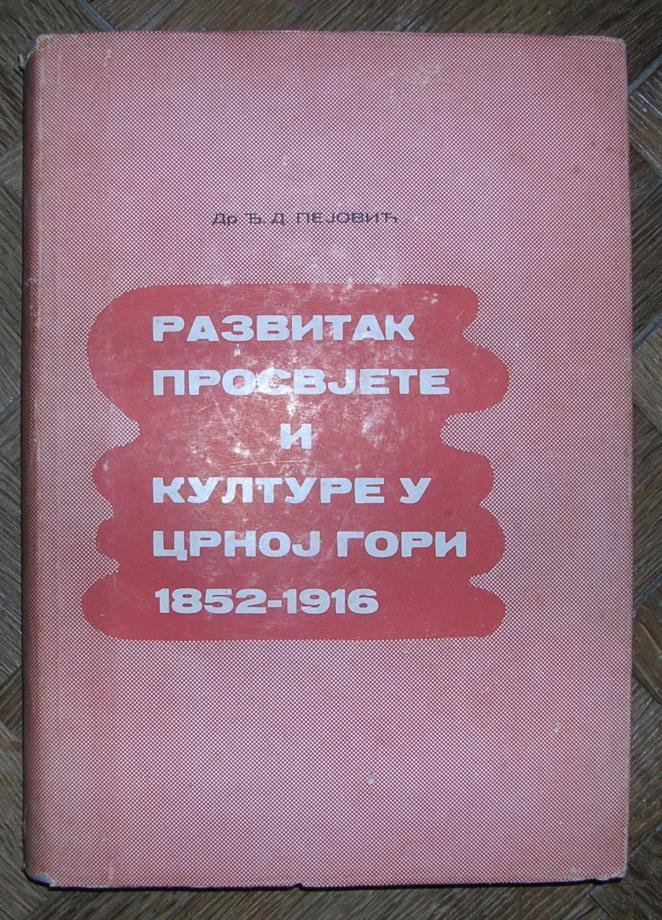 Др Ђ. Д. ПЕЈОВИЋ
РАЗВИТАК
ПРОСВЈЕТЕ
И
КУЛТУРЕ У
ЦРНОЈ ГОРИ
1852-1916